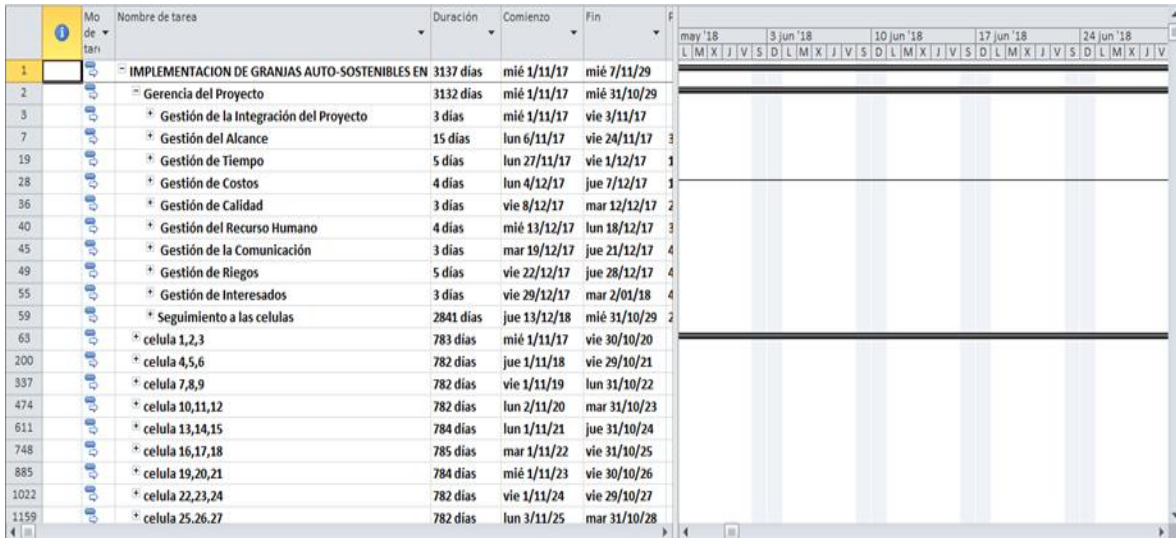 Mo de tare Nombre de tarea Duración Comienzo Fin
may '18 3 jun '18 10 jun '18 17 jun '18 24 jun '18
L M X J V S D L M X J V S D L M X J V S D L M X J V S D L M X J V
1 IMPLEMENTACION DE GRANJAS AUTO-SOSTENIBLES EN 3137 días mié 1/11/17 mié 7/11/29
2 Gerencia del Proyecto 3132 días mié 1/11/17 mié 31/10/29
3 Gestión de la Integración del Proyecto 3 días mié 1/11/17 vie 3/11/17
7 Gestión del Alcance 15 días lun 6/11/17 vie 24/11/17 3
19 Gestión de Tiempo 5 días lun 27/11/17 vie 1/12/17 1
28 Gestión de Costos 4 días lun 4/12/17 jue 7/12/17 1
36 Gestión de Calidad 3 días vie 8/12/17 mar 12/12/17 2
40 Gestión del Recurso Humano 4 días mié 13/12/17 lun 18/12/17 3
45 Gestión de la Comunicación 3 días mar 19/12/17 jue 21/12/17 4
49 Gestión de Riegos 5 días vie 22/12/17 jue 28/12/17 4
55 Gestión de Interesados 3 días vie 29/12/17 mar 2/01/18 4
59 Seguimiento a las celulas 2841 días jue 13/12/18 mié 31/10/29 2
63 celula 1,2,3 783 días mié 1/11/17 vie 30/10/20
200 celula 4,5,6 782 días jue 1/11/18 vie 29/10/21
337 celula 7,8,9 782 días vie 1/11/19 lun 31/10/22
474 celula 10,11,12 782 días lun 2/11/20 mar 31/10/23
611 celula 13,14,15 784 días lun 1/11/21 jue 31/10/24
748 celula 16,17,18 785 días mar 1/11/22 vie 31/10/25
885 celula 19,20,21 784 días mié 1/11/23 vie 30/10/26
1022 celula 22,23,24 782 días vie 1/11/24 vie 29/10/27
1159 celula 25,26,27 782 días lun 3/11/25 mar 31/10/28